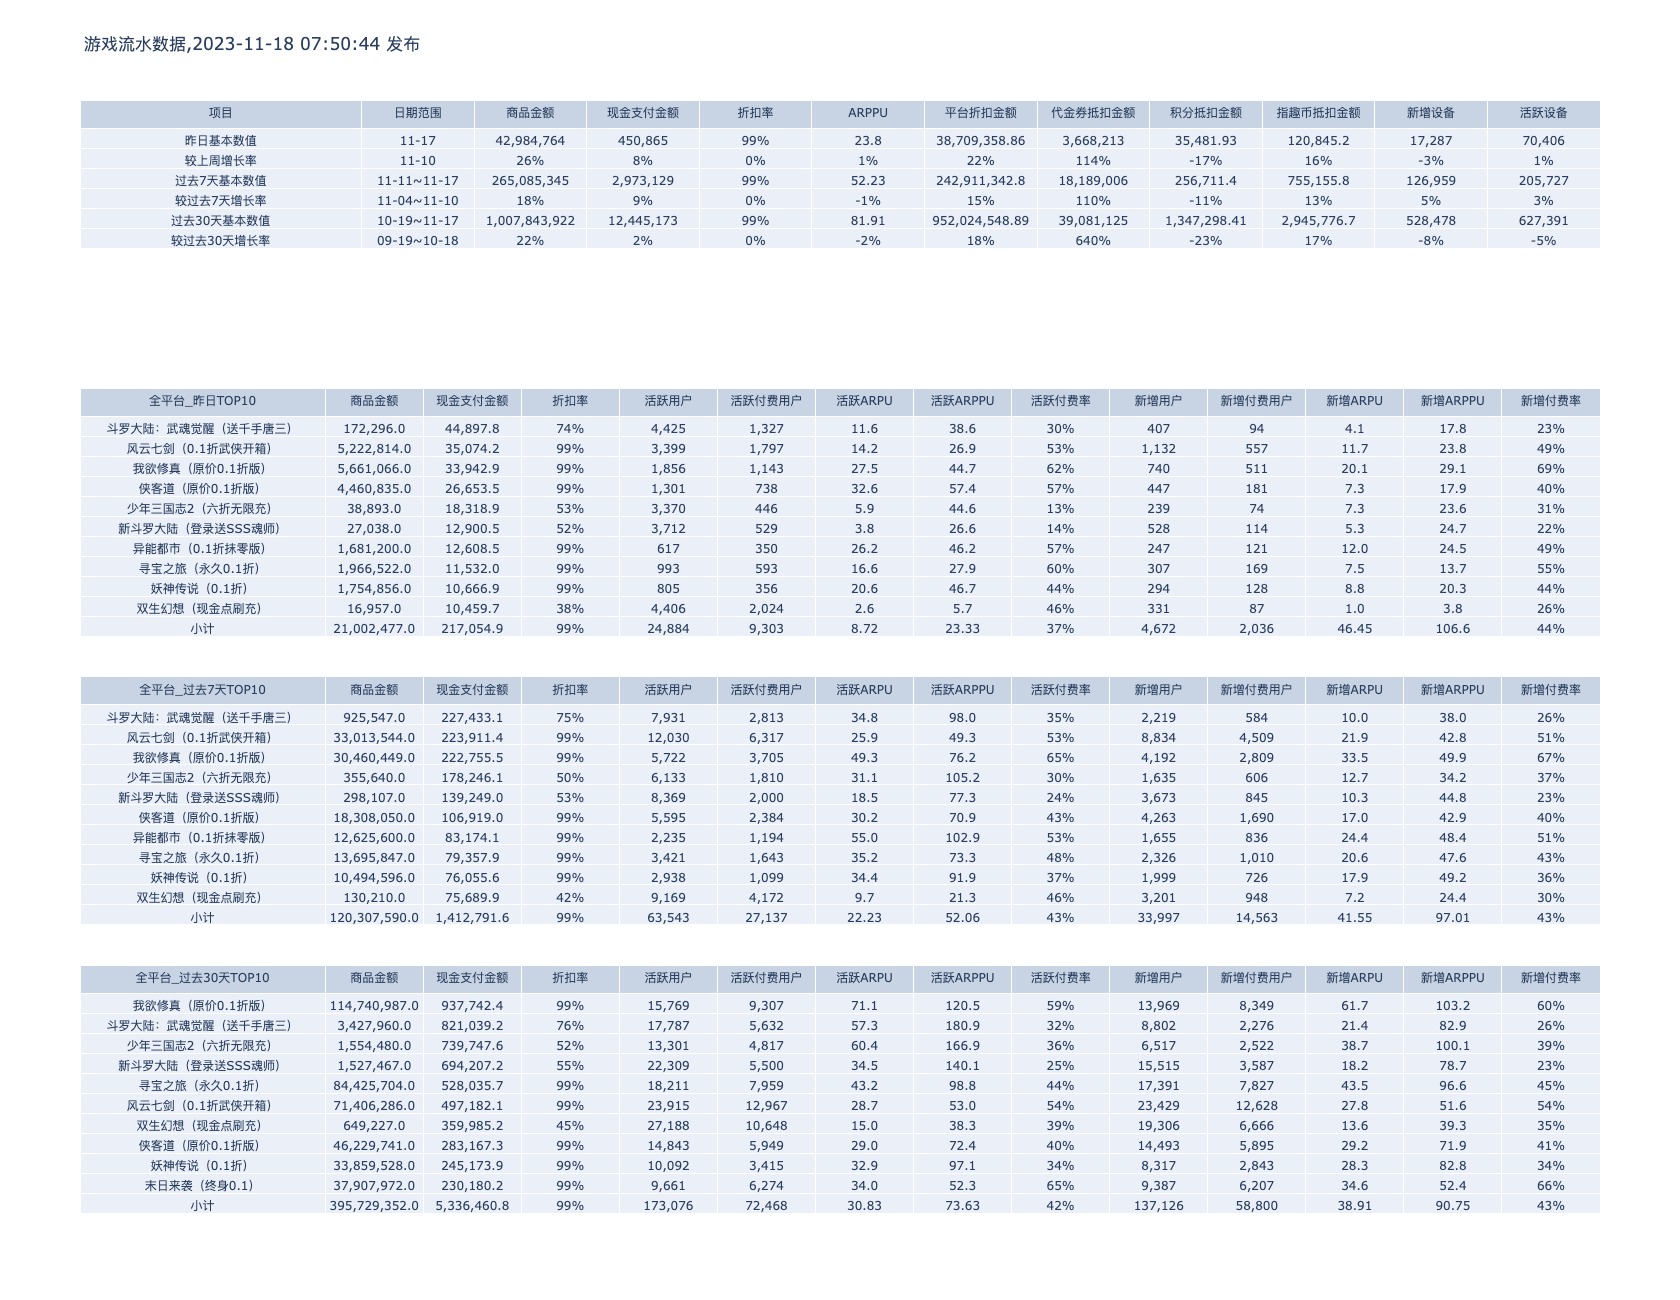 游戏流水数据,2023-11-18 07:50:44 发布
项目 日期范围 商品金额 现金支付金额 折扣率 ARPPU 平台折扣金额 代金券抵扣金额 积分抵扣金额 指趣币抵扣金额 新增设备 活跃设备
昨日基本数值 11-17 42,984,764 450,865 99% 23.8 38,709,358.86 3,668,213 35,481.93 120,845.2 17,287 70,406
较上周增长率 11-10 26% 8% 0% 1% 22% 114% -17% 16% -3% 1%
过去7天基本数值 11-11~11-17 265,085,345 2,973,129 99% 52.23 242,911,342.8 18,189,006 256,711.4 755,155.8 126,959 205,727
较过去7天增长率 11-04~11-10 18% 9% 0% -1% 15% 110% -11% 13% 5% 3%
过去30天基本数值 10-19~11-17 1,007,843,922 12,445,173 99% 81.91 952,024,548.89 39,081,125 1,347,298.41 2,945,776.7 528,478 627,391
较过去30天增长率 09-19~10-18 22% 2% 0% -2% 18% 640% -23% 17% -8% -5%
全平台_昨日TOP10 商品金额 现金支付金额 折扣率 活跃用户 活跃付费用户 活跃ARPU 活跃ARPPU 活跃付费率 新增用户 新增付费用户 新增ARPU 新增ARPPU 新增付费率
斗罗大陆：武魂觉醒（送千手唐三） 172,296.0 44,897.8 74% 4,425 1,327 11.6 38.6 30% 407 94 4.1 17.8 23%
风云七剑（0.1折武侠开箱） 5,222,814.0 35,074.2 99% 3,399 1,797 14.2 26.9 53% 1,132 557 11.7 23.8 49%
我欲修真（原价0.1折版） 5,661,066.0 33,942.9 99% 1,856 1,143 27.5 44.7 62% 740 511 20.1 29.1 69%
侠客道（原价0.1折版） 4,460,835.0 26,653.5 99% 1,301 738 32.6 57.4 57% 447 181 7.3 17.9 40%
少年三国志2（六折无限充） 38,893.0 18,318.9 53% 3,370 446 5.9 44.6 13% 239 74 7.3 23.6 31%
新斗罗大陆（登录送SSS魂师） 27,038.0 12,900.5 52% 3,712 529 3.8 26.6 14% 528 114 5.3 24.7 22%
异能都市（0.1折抹零版） 1,681,200.0 12,608.5 99% 617 350 26.2 46.2 57% 247 121 12.0 24.5 49%
寻宝之旅（永久0.1折） 1,966,522.0 11,532.0 99% 993 593 16.6 27.9 60% 307 169 7.5 13.7 55%
妖神传说（0.1折） 1,754,856.0 10,666.9 99% 805 356 20.6 46.7 44% 294 128 8.8 20.3 44%
双生幻想（现金点刷充） 16,957.0 10,459.7 38% 4,406 2,024 2.6 5.7 46% 331 87 1.0 3.8 26%
小计 21,002,477.0 217,054.9 99% 24,884 9,303 8.72 23.33 37% 4,672 2,036 46.45 106.6 44%
全平台_过去7天TOP10 商品金额 现金支付金额 折扣率 活跃用户 活跃付费用户 活跃ARPU 活跃ARPPU 活跃付费率 新增用户 新增付费用户 新增ARPU 新增ARPPU 新增付费率
斗罗大陆：武魂觉醒（送千手唐三） 925,547.0 227,433.1 75% 7,931 2,813 34.8 98.0 35% 2,219 584 10.0 38.0 26%
风云七剑（0.1折武侠开箱） 33,013,544.0 223,911.4 99% 12,030 6,317 25.9 49.3 53% 8,834 4,509 21.9 42.8 51%
我欲修真（原价0.1折版） 30,460,449.0 222,755.5 99% 5,722 3,705 49.3 76.2 65% 4,192 2,809 33.5 49.9 67%
少年三国志2（六折无限充） 355,640.0 178,246.1 50% 6,133 1,810 31.1 105.2 30% 1,635 606 12.7 34.2 37%
新斗罗大陆（登录送SSS魂师） 298,107.0 139,249.0 53% 8,369 2,000 18.5 77.3 24% 3,673 845 10.3 44.8 23%
侠客道（原价0.1折版） 18,308,050.0 106,919.0 99% 5,595 2,384 30.2 70.9 43% 4,263 1,690 17.0 42.9 40%
异能都市（0.1折抹零版） 12,625,600.0 83,174.1 99% 2,235 1,194 55.0 102.9 53% 1,655 836 24.4 48.4 51%
寻宝之旅（永久0.1折） 13,695,847.0 79,357.9 99% 3,421 1,643 35.2 73.3 48% 2,326 1,010 20.6 47.6 43%
妖神传说（0.1折） 10,494,596.0 76,055.6 99% 2,938 1,099 34.4 91.9 37% 1,999 726 17.9 49.2 36%
双生幻想（现金点刷充） 130,210.0 75,689.9 42% 9,169 4,172 9.7 21.3 46% 3,201 948 7.2 24.4 30%
小计 120,307,590.0 1,412,791.6 99% 63,543 27,137 22.23 52.06 43% 33,997 14,563 41.55 97.01 43%
全平台_过去30天TOP10 商品金额 现金支付金额 折扣率 活跃用户 活跃付费用户 活跃ARPU 活跃ARPPU 活跃付费率 新增用户 新增付费用户 新增ARPU 新增ARPPU 新增付费率
我欲修真（原价0.1折版） 114,740,987.0 937,742.4 99% 15,769 9,307 71.1 120.5 59% 13,969 8,349 61.7 103.2 60%
斗罗大陆：武魂觉醒（送千手唐三） 3,427,960.0 821,039.2 76% 17,787 5,632 57.3 180.9 32% 8,802 2,276 21.4 82.9 26%
少年三国志2（六折无限充） 1,554,480.0 739,747.6 52% 13,301 4,817 60.4 166.9 36% 6,517 2,522 38.7 100.1 39%
新斗罗大陆（登录送SSS魂师） 1,527,467.0 694,207.2 55% 22,309 5,500 34.5 140.1 25% 15,515 3,587 18.2 78.7 23%
寻宝之旅（永久0.1折） 84,425,704.0 528,035.7 99% 18,211 7,959 43.2 98.8 44% 17,391 7,827 43.5 96.6 45%
风云七剑（0.1折武侠开箱） 71,406,286.0 497,182.1 99% 23,915 12,967 28.7 53.0 54% 23,429 12,628 27.8 51.6 54%
双生幻想（现金点刷充） 649,227.0 359,985.2 45% 27,188 10,648 15.0 38.3 39% 19,306 6,666 13.6 39.3 35%
侠客道（原价0.1折版） 46,229,741.0 283,167.3 99% 14,843 5,949 29.0 72.4 40% 14,493 5,895 29.2 71.9 41%
妖神传说（0.1折） 33,859,528.0 245,173.9 99% 10,092 3,415 32.9 97.1 34% 8,317 2,843 28.3 82.8 34%
末日来袭（终身0.1） 37,907,972.0 230,180.2 99% 9,661 6,274 34.0 52.3 65% 9,387 6,207 34.6 52.4 66%
小计 395,729,352.0 5,336,460.8 99% 173,076 72,468 30.83 73.63 42% 137,126 58,800 38.91 90.75 43%